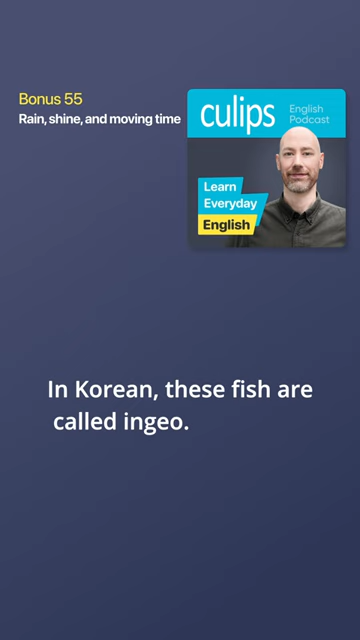 Bonus 55
Rain, shine, and moving time
culips
English
Podcast
Learn
Everyday
English
In Korean, these fish are
called ingeo.